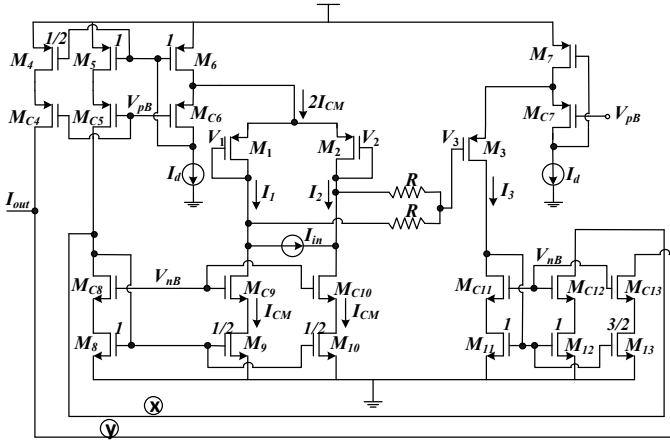 1/2 1 1
M4 M5 M6 M7
2ICM
MC4 MC5 VpB MC6 MC7 VpB
V1 M1 M2 V2 V3 M3
Id I1 I2 R I3 Id
Iout
R
Iin
MC8 VnB MC9 MC10 MC11 VnB MC12 MC13
ICM ICM
1 1/2 1/2 1 1 3/2
M8 M9 M10 M11 M12 M13
x
y